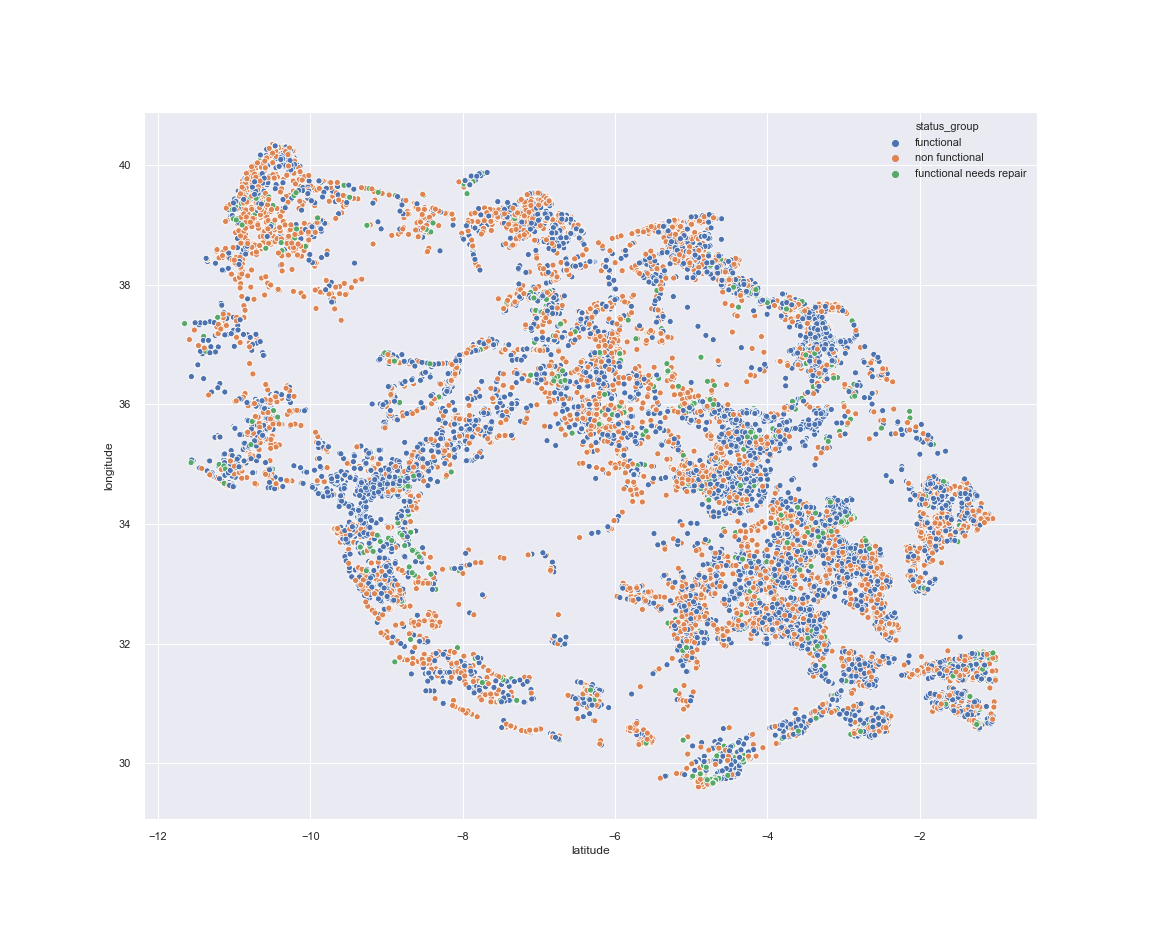 status_group
functional
non functional
functional needs repair
40
38
36
34
32
30
longitude
−12 −10 −8 −6 −4 −2
latitude